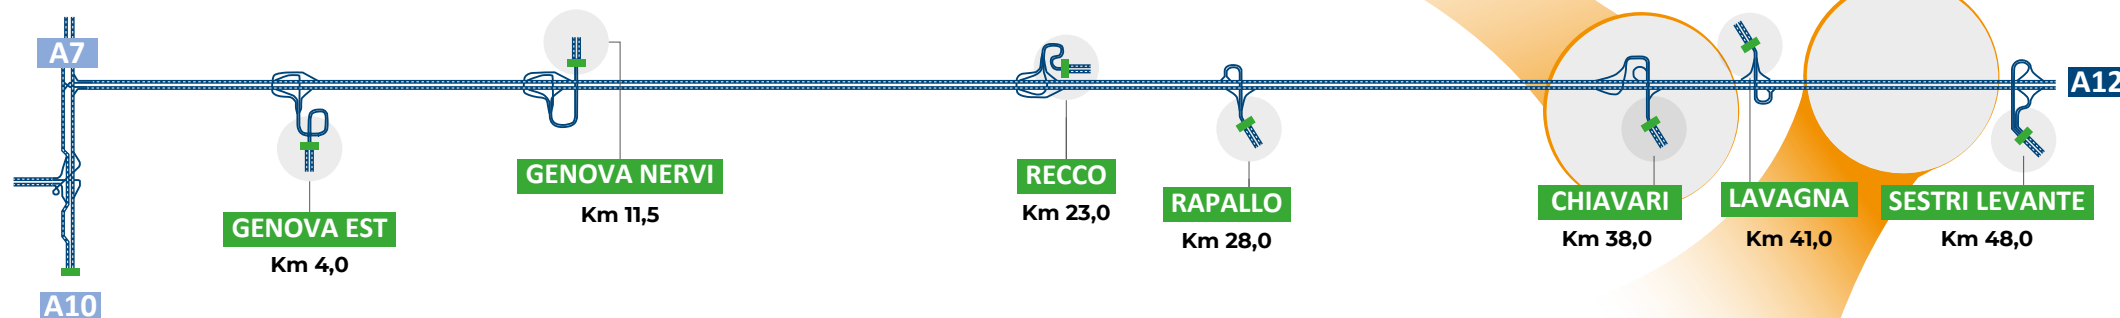 A7
A12
GENOVA NERVI
Km 11,5
RECCO
Km 23,0
RAPALLO
Km 28,0
CHIAVARI
Km 38,0
LAVAGNA
Km 41,0
SESTRI LEVANTE
Km 48,0
GENOVA EST
Km 4,0
A10